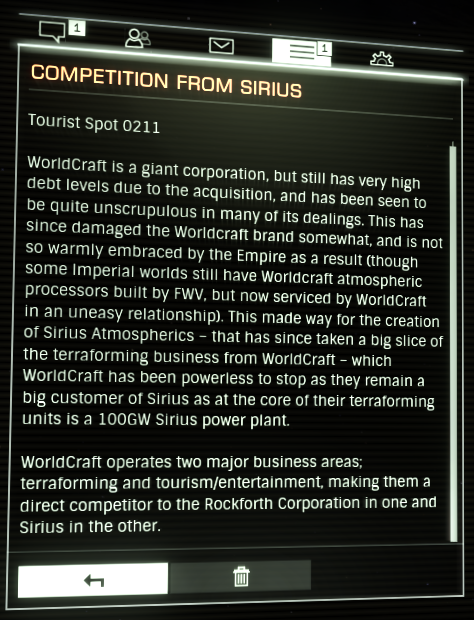 1
1
COMPETITION FROM SIRIUS
Tourist Spot 0211
WorldCraft is a giant corporation, but still has very high
debt levels due to the acquisition, and has been seen to
be quite unscrupulous in many of its dealings. This has
since damaged the Worldcraft brand somewhat, and is not
so warmly embraced by the Empire as a result (though
some Imperial worlds still have Worldcraft atmospheric
processors built by FWV, but now serviced by WorldCraft
in an uneasy relationship). This made way for the creation
of Sirius Atmospherics – that has since taken a big slice of
the terraforming business from WorldCraft – which
WorldCraft has been powerless to stop as they remain a
big customer of Sirius as at the core of their terraforming
units is a 100GW Sirius power plant.
WorldCraft operates two major business areas;
terraforming and tourism/entertainment, making them a
direct competitor to the Rockforth Corporation in one and
Sirius in the other.